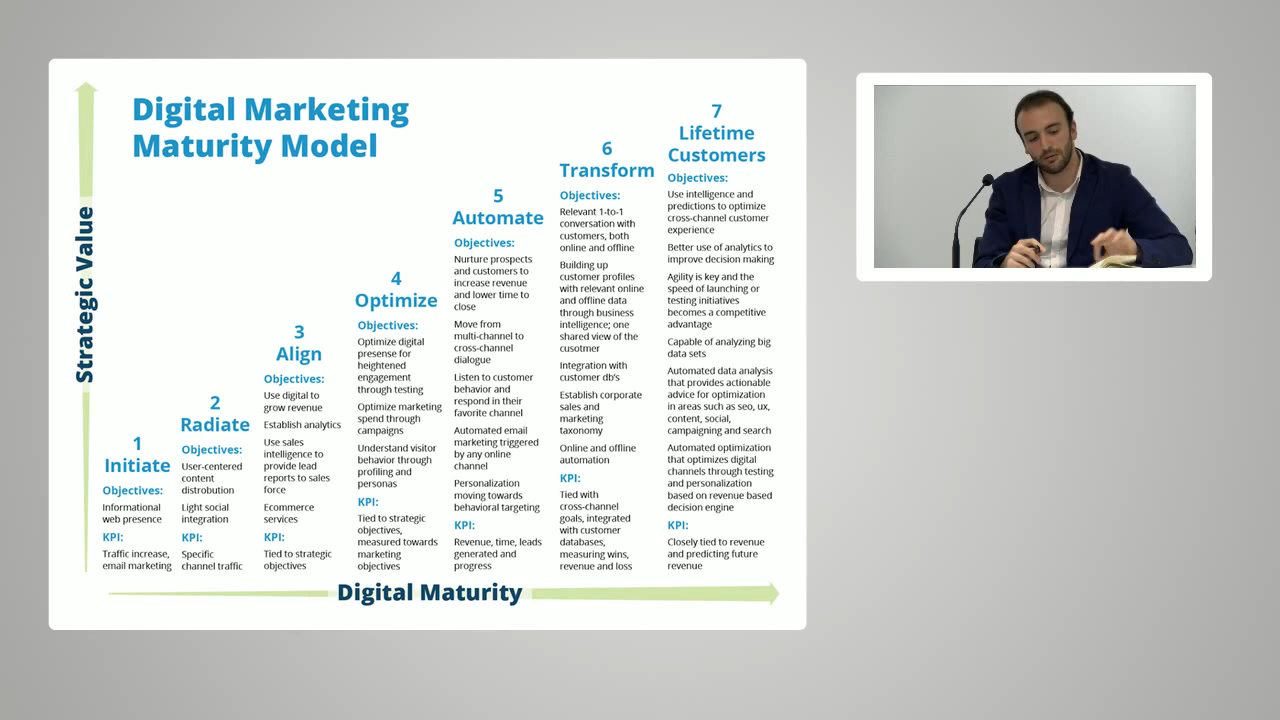 Digital Marketing
Maturity Model
Strategic Value
1
Initiate
Objectives:
Informational
web presence
KPI:
Traffic increase,
email marketing
2
Radiate
Objectives:
User-centered
content
distrobution
Light social
integration
KPI:
Specific
channel traffic
3
Align
Objectives:
Use digital to
grow revenue
Establish analytics
Use sales
intelligence to
provide lead
reports to sales
force
Ecommerce
services
KPI:
Tied to strategic
objectives
4
Optimize
Objectives:
Optimize digital
presense for
heightened
engagement
through testing
Optimize marketing
spend through
campaigns
Understand visitor
behavior through
profiling and
personas
KPI:
Tied to strategic
objectives,
measured towards
marketing
objectives
5
Automate
Objectives:
Nurture prospects
and customers to
increase revenue
and lower time to
close
Move from
multi-channel to
cross-channel
dialogue
Listen to customer
behavior and
respond in their
favorite channel
Automated email
marketing triggered
by any online
channel
Personalization
moving towards
behavioral targeting
KPI:
Revenue, time, leads
generated and
progress
6
Transform
Objectives:
Relevant 1-to-1
conversation with
customers, both
online and offline
Building up
customer profiles
with relevant online
and offline data
through business
intelligence; one
shared view of the
cusotmer
Integration with
customer db's
Establish corporate
sales and
marketing
taxonomy
Online and offline
automation
KPI:
Tied with
cross-channel
goals, integrated
with customer
databases,
measuring wins,
revenue and loss
7
Lifetime
Customers
Objectives:
Use intelligence and
predictions to optimize
cross-channel customer
experience
Better use of analytics to
improve decision making
Agility is key and the
speed of launching or
testing initiatives
becomes a competitive
advantage
Capable of analyzing big
data sets
Automated data analysis
that provides actionable
advice for optimization
in areas such as seo, ux,
content, social,
campaigning and search
Automated optimization
that optimizes digital
channels through testing
and personalization
based on revenue based
decision engine
KPI:
Closely tied to revenue
and predicting future
revenue
Digital Maturity